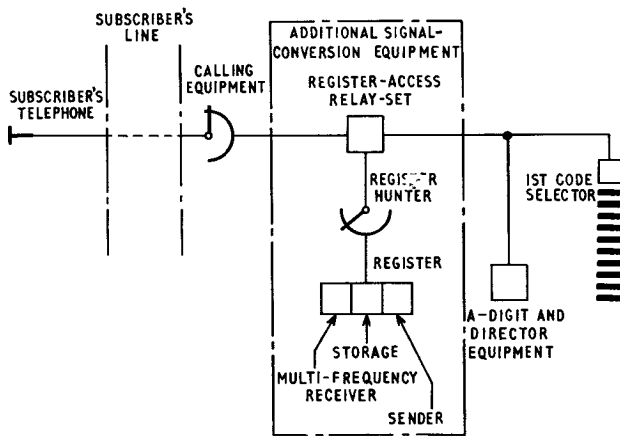 SUBSCRIBER'S
LINE
ADDITIONAL SIGNAL-
CONVERSION EQUIPMENT
CALLING
EQUIPMENT
REGISTER-ACCESS
RELAY-SET
SUBSCRIBER'S
TELEPHONE
REGISTER
HUNTER
1ST CODE
SELECTOR
REGISTER
A-DIGIT AND
DIRECTOR
EQUIPMENT
STORAGE
MULTI-FREQUENCY
RECEIVER
SENDER